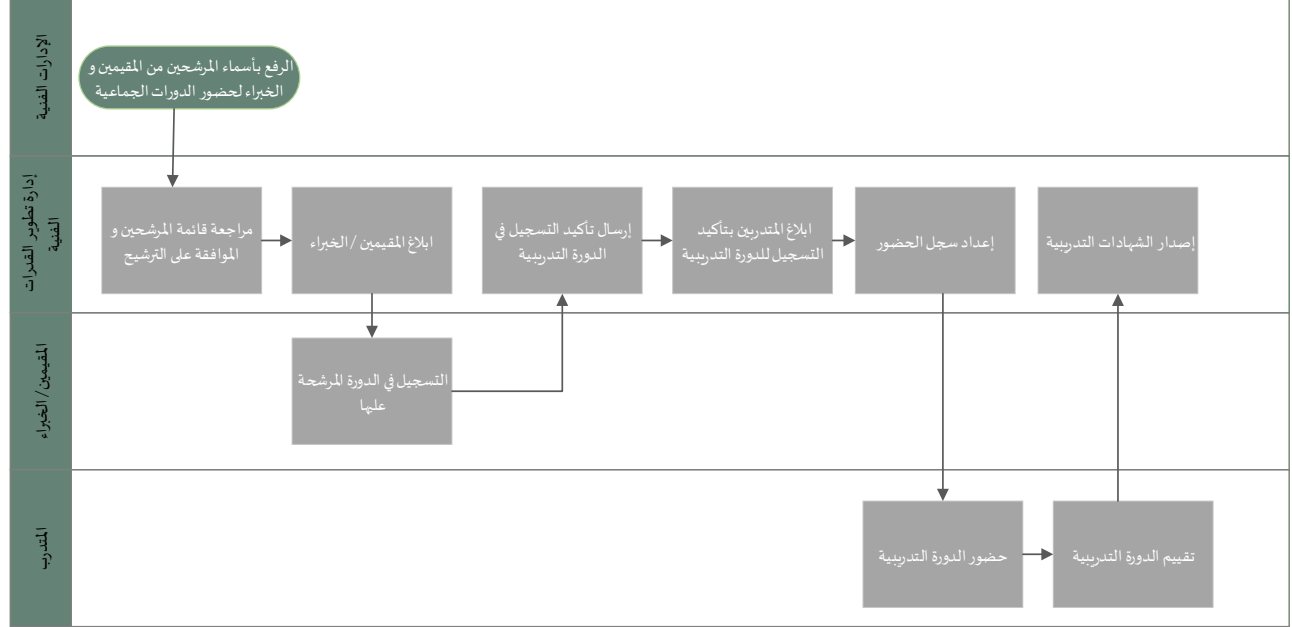 الإدارات الفنية
الرفع بأسماء المرشحين من المقيمين و
الخبراء لحضور الدورات الجماعية
إدارة تطوير القدرات
الفنية
مراجعة قائمة المرشحين و
الموافقة على الترشيح
ابلاغ المقيمين / الخبراء
إرسال تأكيد التسجيل في
الدورة التدريبية
ابلاغ المتدربين بتأكيد
التسجيل للدورة التدريبية
إعداد سجل الحضور
إصدار الشهادات التدريبية
المقيمين/ الخبراء
التسجيل في الدورة المرشحة
عليها
المتدرب
حضور الدورة التدريبية
تقييم الدورة التدريبية